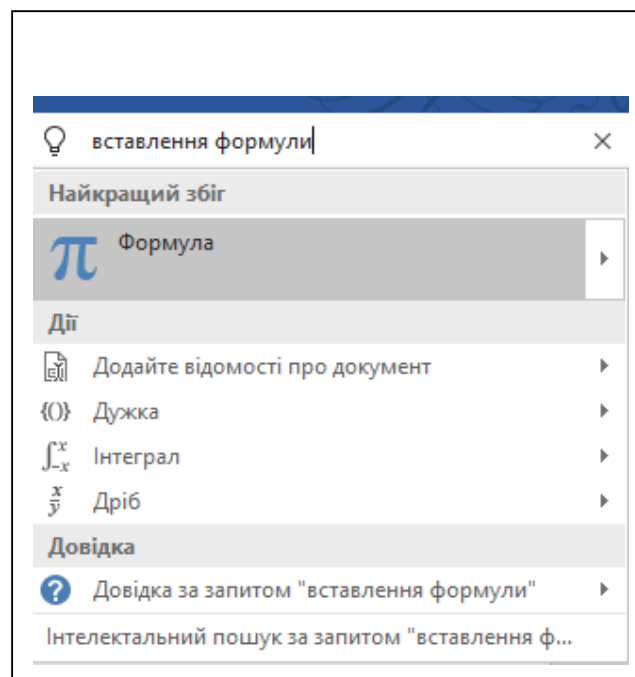 вставлення формули
Найкращий збіг
Формула
Дії
Додайте відомості про документ
Дужка
Інтеграл
Дріб
Довідка
Довідка за запитом "вставлення формули"
Інтелектальний пошук за запитом "вставлення ф...